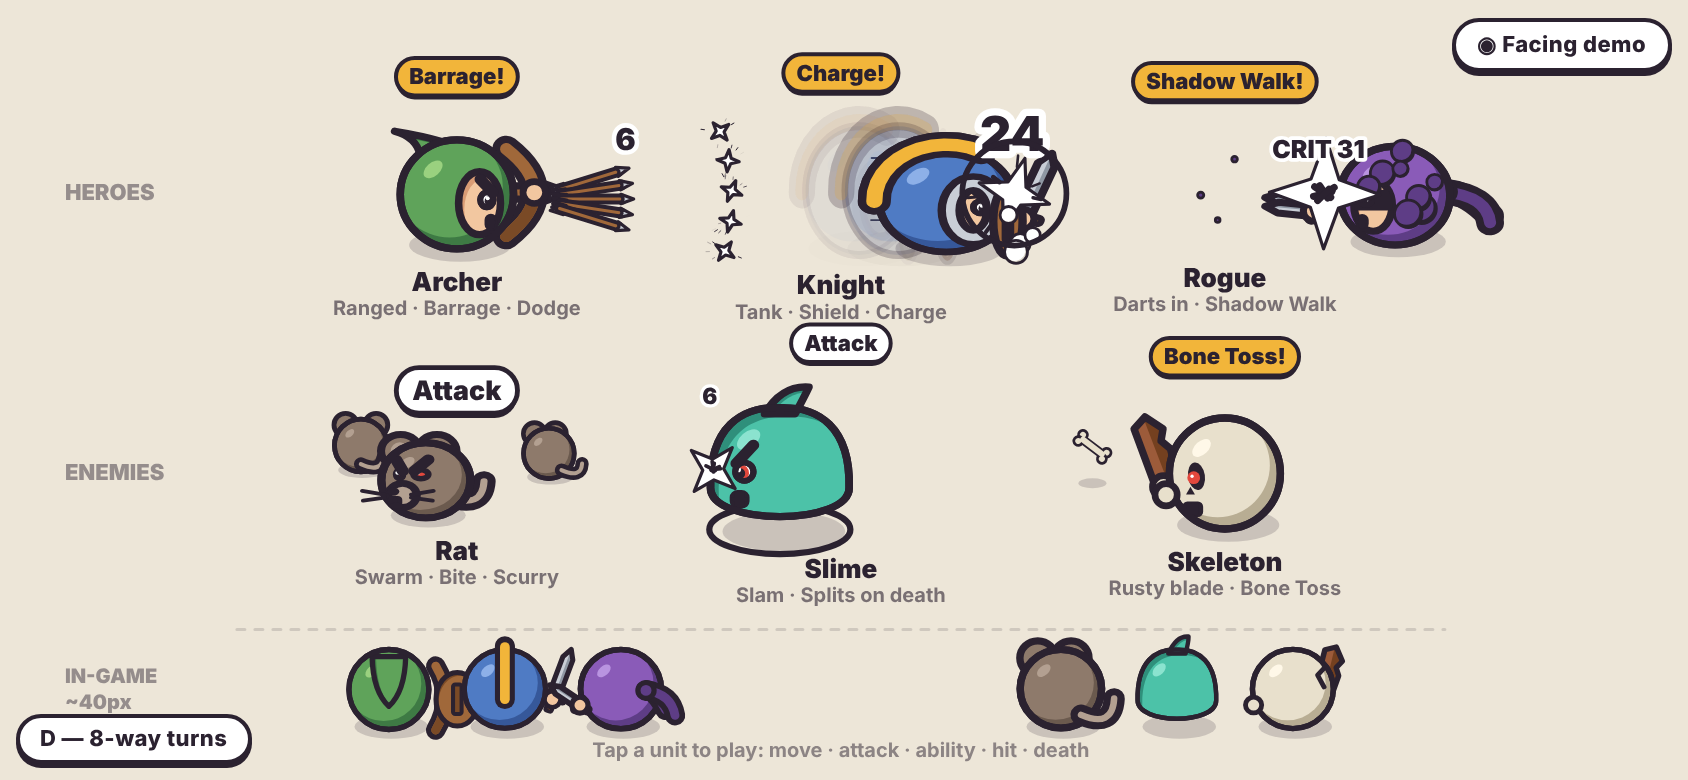 ◉ Facing demo
Barrage!
Charge!
Shadow Walk!
6
24
CRIT 31
HEROES
Archer
Ranged · Barrage · Dodge
Knight
Tank · Shield · Charge
Rogue
Darts in · Shadow Walk
Attack
Attack
Bone Toss!
6
ENEMIES
Rat
Swarm · Bite · Scurry
Slime
Slam · Splits on death
Skeleton
Rusty blade · Bone Toss
IN-GAME
~40px
D — 8-way turns
Tap a unit to play: move · attack · ability · hit · death